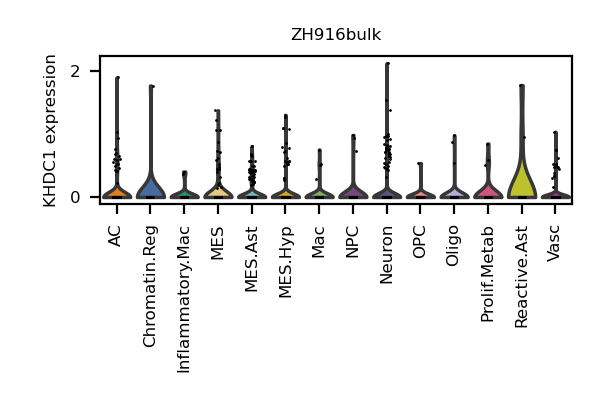 ZH916bulk
KHDC1 expression
2
0
AC
Chromatin.Reg
Inflammatory.Mac
MES
MES.Ast
MES.Hyp
Mac
NPC
Neuron
OPC
Oligo
Prolif.Metab
Reactive.Ast
Vasc